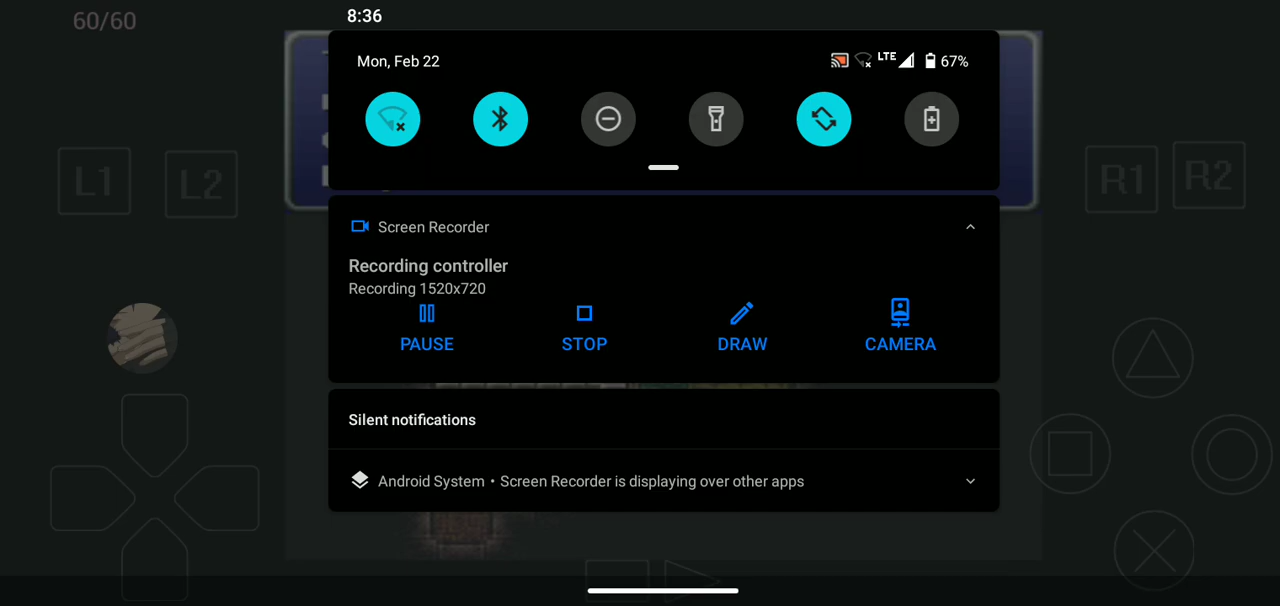 60/60
8:36
Mon, Feb 22
LTE
67%
L1
L2
R1
R2
Screen Recorder
Recording controller
Recording 1520x720
PAUSE
STOP
DRAW
CAMERA
Silent notifications
Android System • Screen Recorder is displaying over other apps